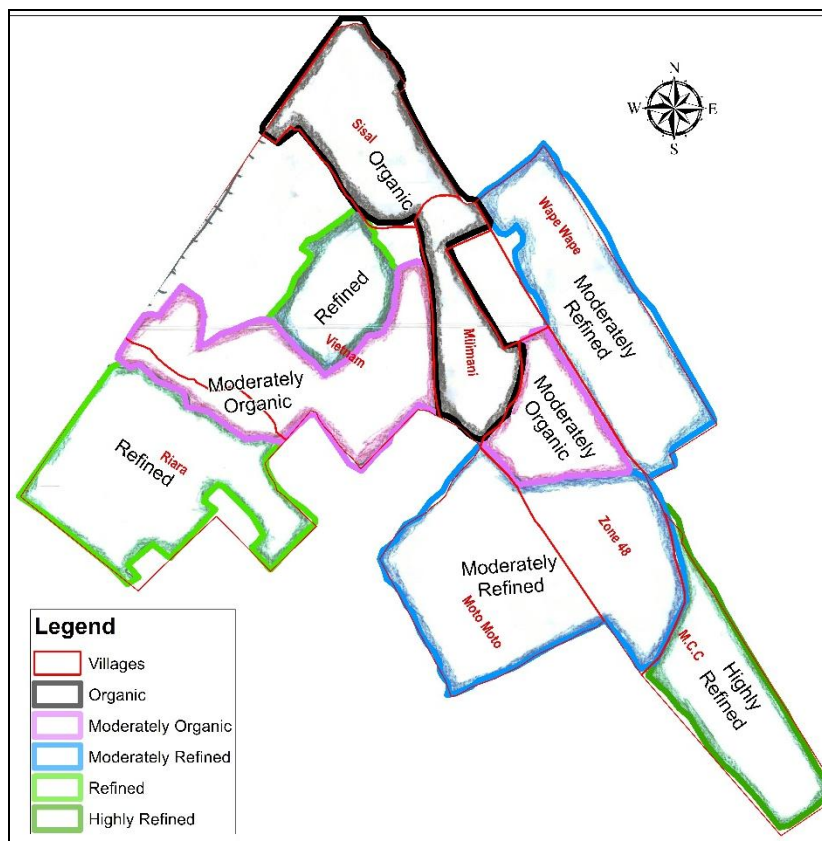 N
W E
S
Sisal
Organic
Wape Wape
Moderately
Refined
Refined
Vietnam
Milimani
Moderately
Organic
Moderately
Organic
Refined
Riara
Zone 48
Moderately
Refined
Moto Moto
M.C.C
Highly
Refined
Legend
Villages
Organic
Moderately Organic
Moderately Refined
Refined
Highly Refined